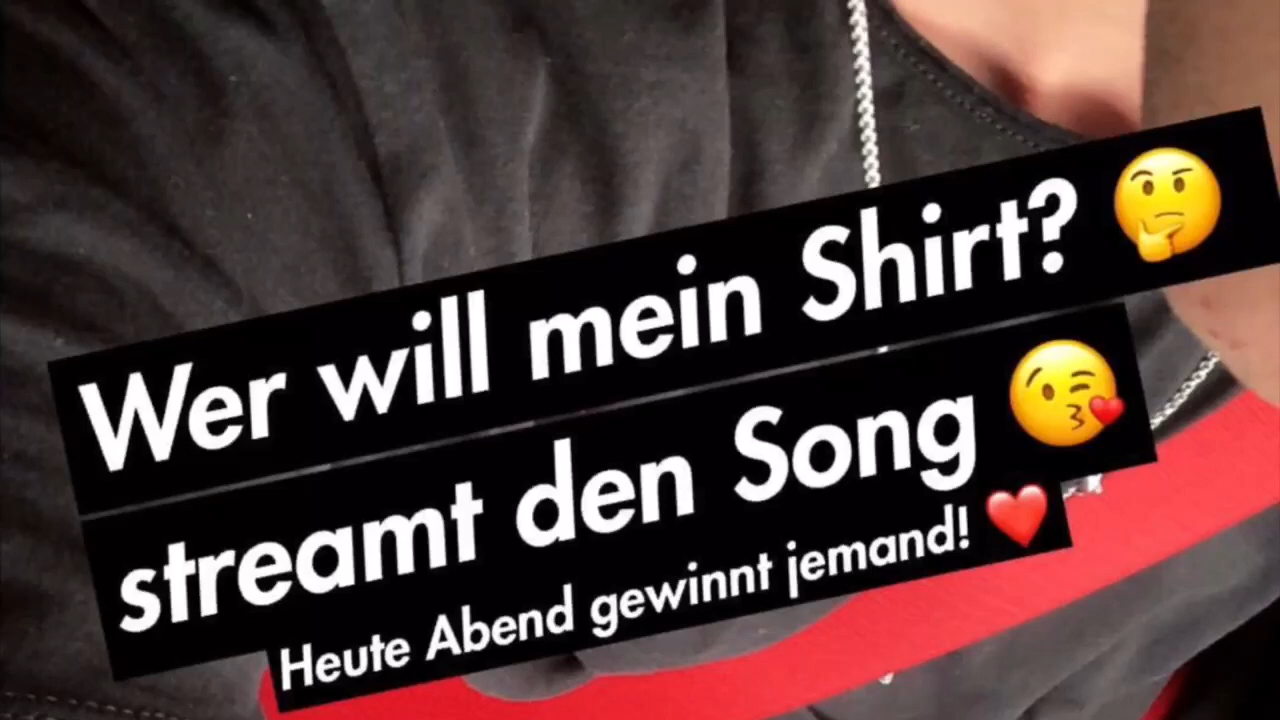 Wer will mein Shirt? 🤔
streamt den Song 😘
Heute Abend gewinnt jemand! ❤️